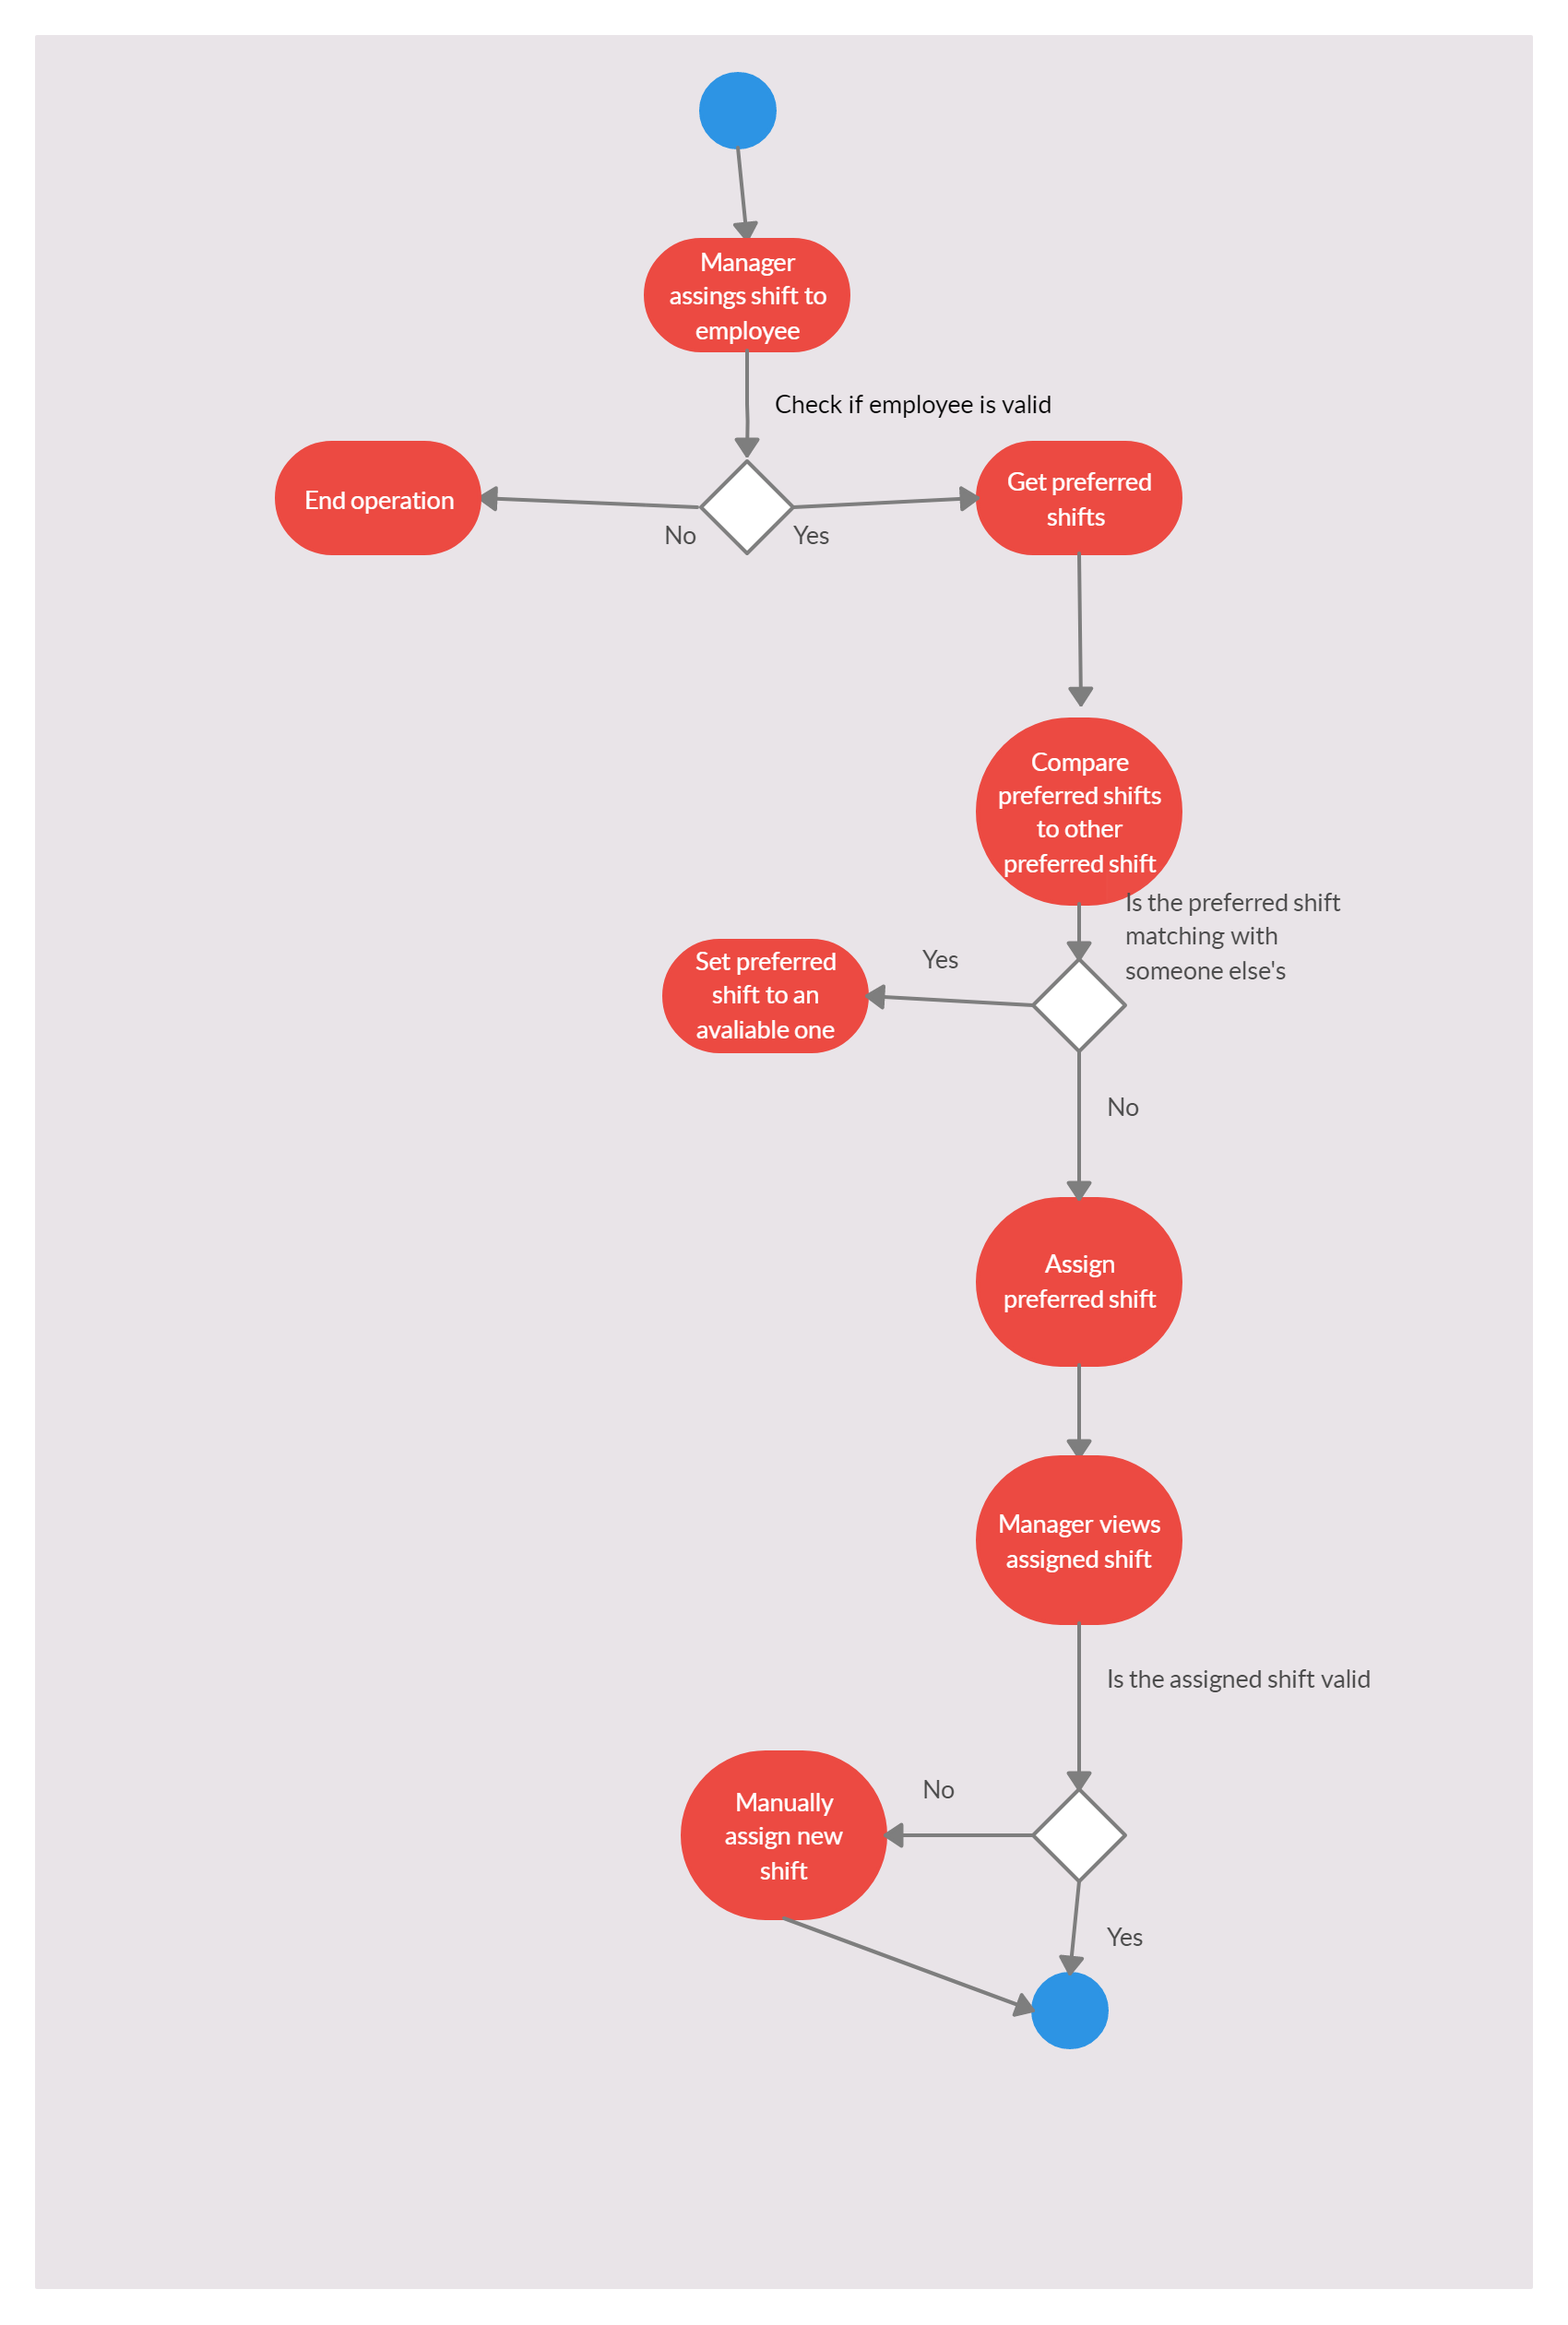 Manager
assings shift to
employee
Check if employee is valid
End operation
No
Yes
Get preferred
shifts
Compare
preferred shifts
to other
preferred shift
Is the preferred shift
matching with
someone else's
Yes
Set preferred
shift to an
avaliable one
No
Assign
preferred shift
Manager views
assigned shift
Is the assigned shift valid
No
Manually
assign new
shift
Yes